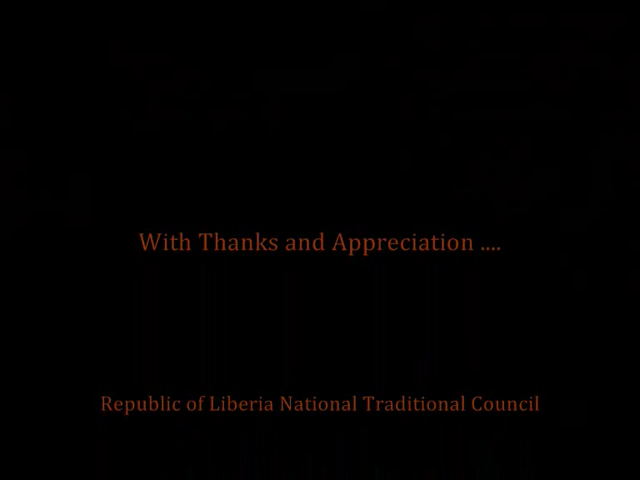 With Thanks and Appreciation ....
Republic of Liberia National Traditional Council